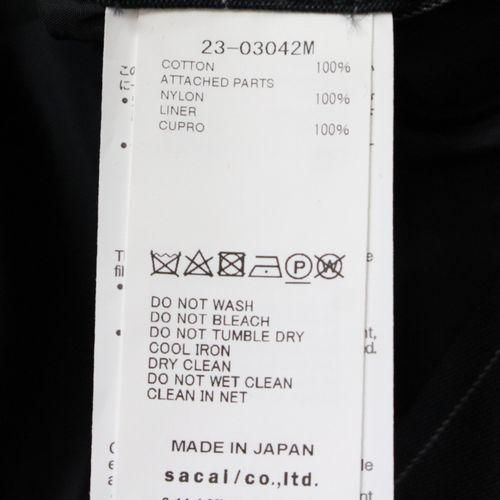 23-03042M
COTTON 100%
ATTACHED PARTS
NYLON 100%
LINER
CUPRO 100%
P W
DO NOT WASH
DO NOT BLEACH
DO NOT TUMBLE DRY
COOL IRON
DRY CLEAN
DO NOT WET CLEAN
CLEAN IN NET
MADE IN JAPAN
sacai/co.,ltd.